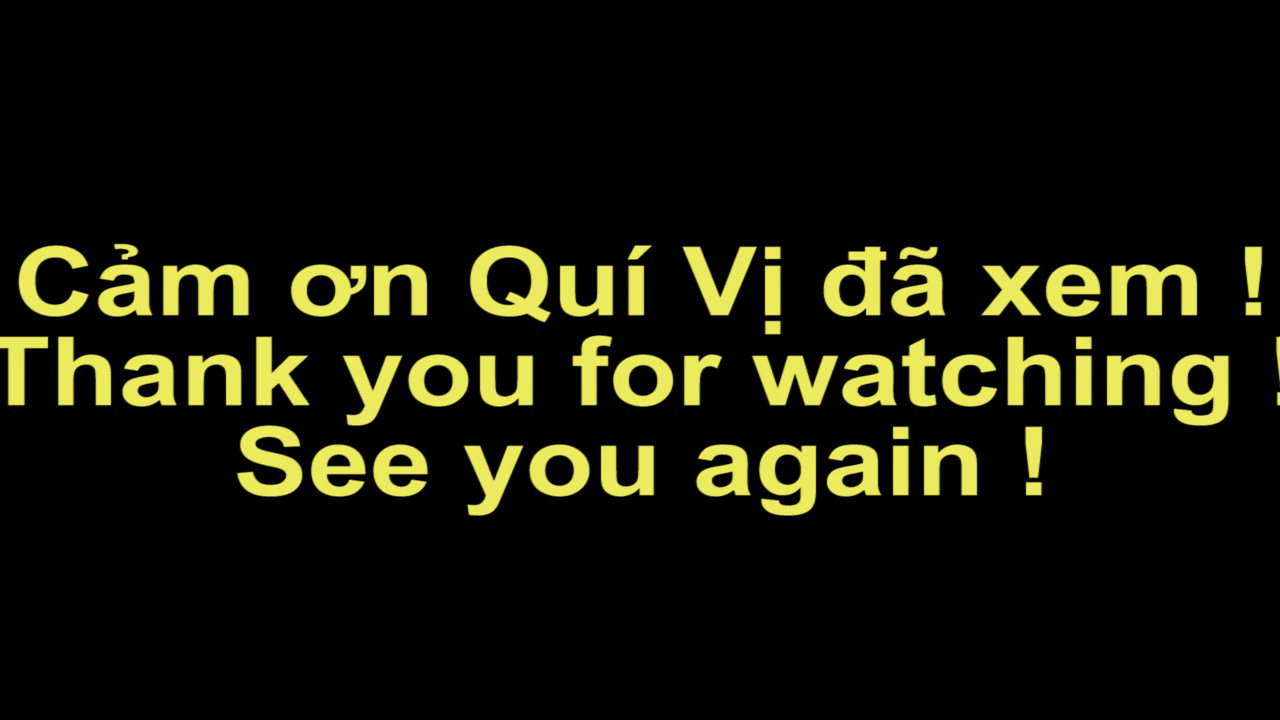 Cảm ơn Quí Vị đã xem !
Thank you for watching !
See you again !